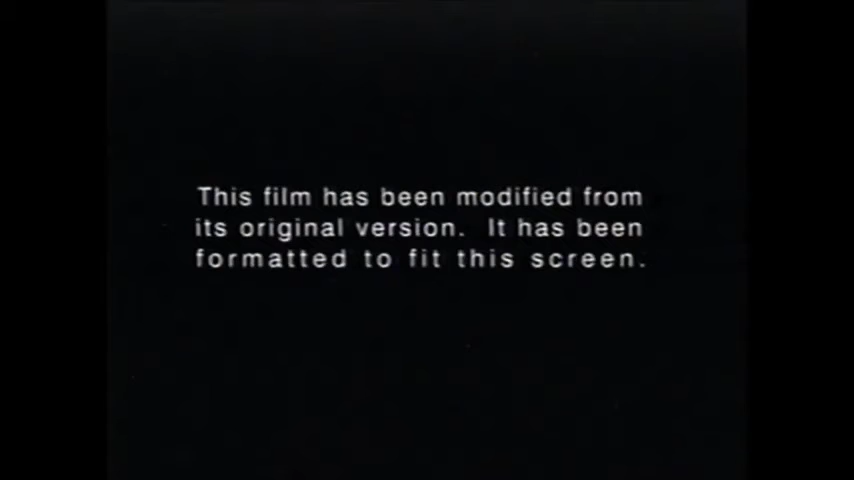 This film has been modified from
its original version. It has been
formatted to fit this screen.